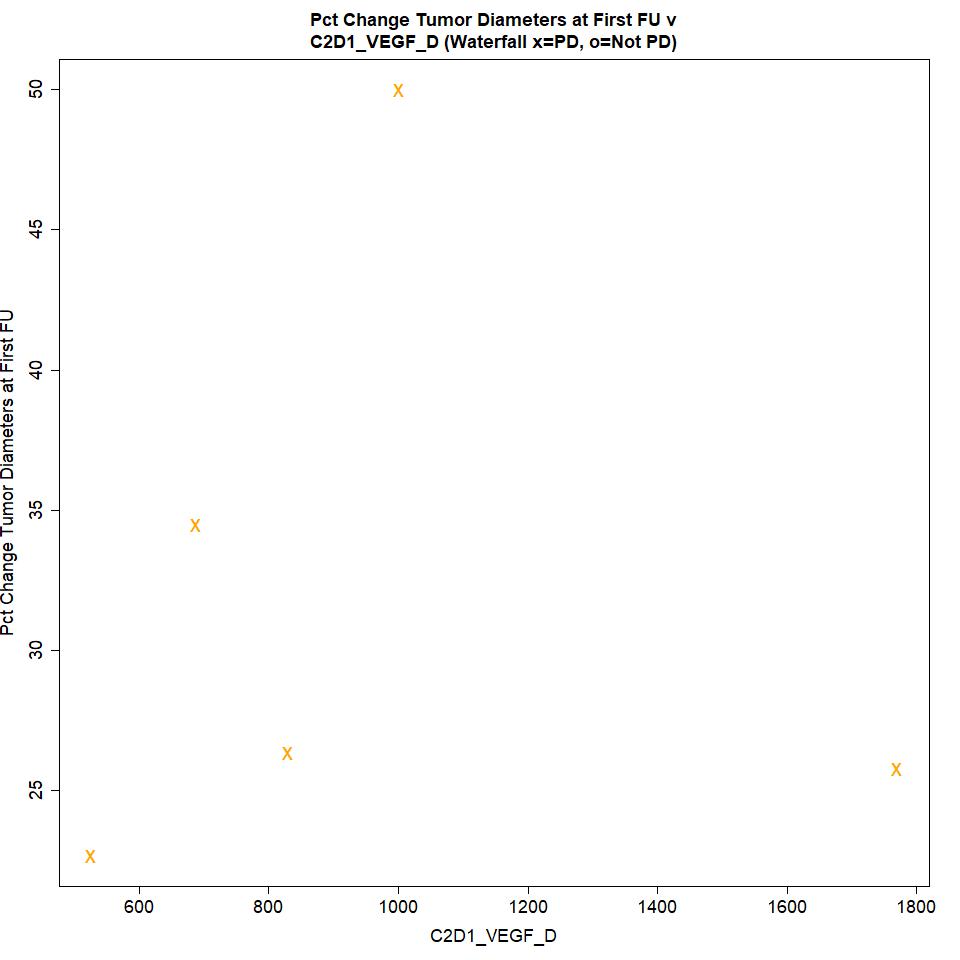 Pct Change Tumor Diameters at First FU v
C2D1_VEGF_D (Waterfall x=PD, o=Not PD)
50
45
40
35
30
25
Pct Change Tumor Diameters at First FU
X
X
X
X
X
600
800
1000
1200
1400
1600
1800
C2D1_VEGF_D